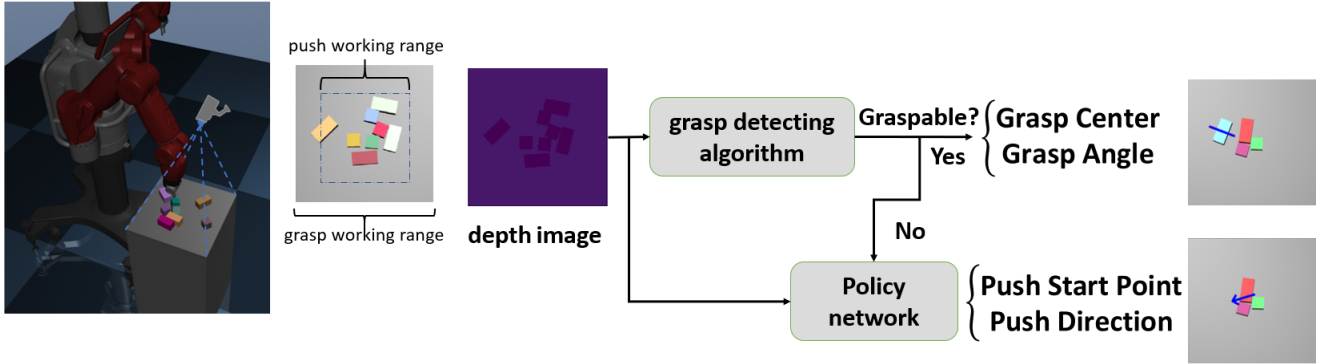 push working range
grasp working range
depth image
grasp detecting
algorithm
Graspable?
Yes
No
Grasp Center
Grasp Angle
Policy
network
Push Start Point
Push Direction